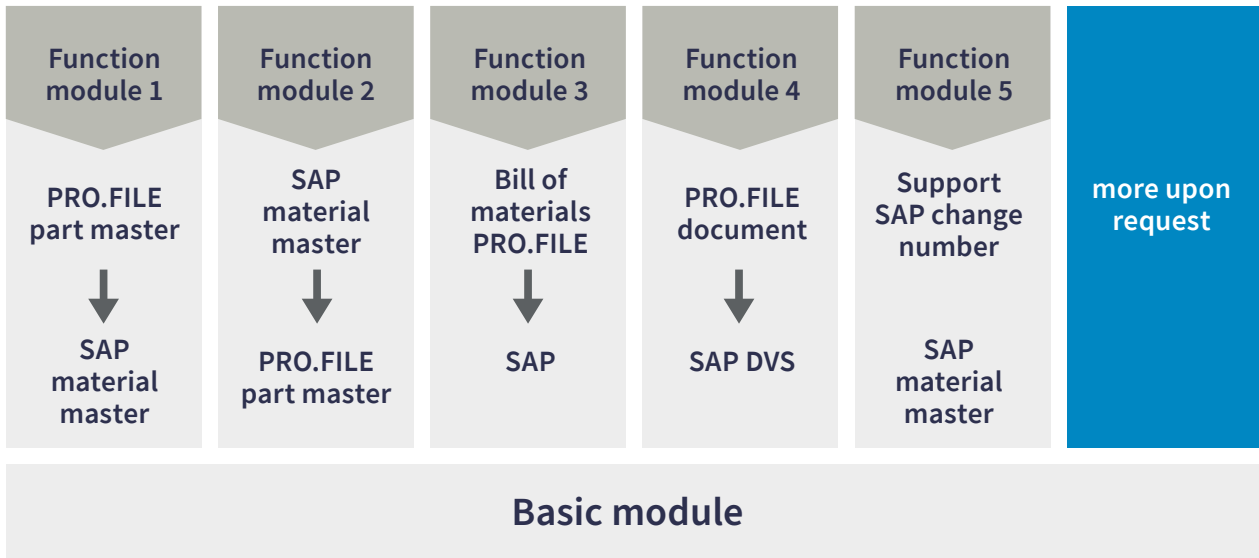 Function
module 1
PRO.FILE
part master
SAP
material
master
Function
module 2
SAP
material
master
PRO.FILE
part master
Function
module 3
Bill of
materials
PRO.FILE
SAP
Function
module 4
PRO.FILE
document
SAP DVS
Function
module 5
Support
SAP change
number
SAP
material
master
more upon
request
Basic module